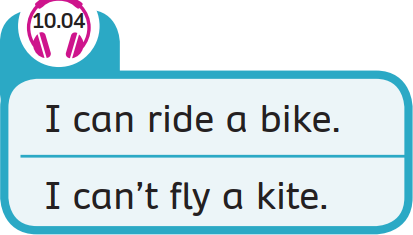 10.04
I can ride a bike.
I can't fly a kite.